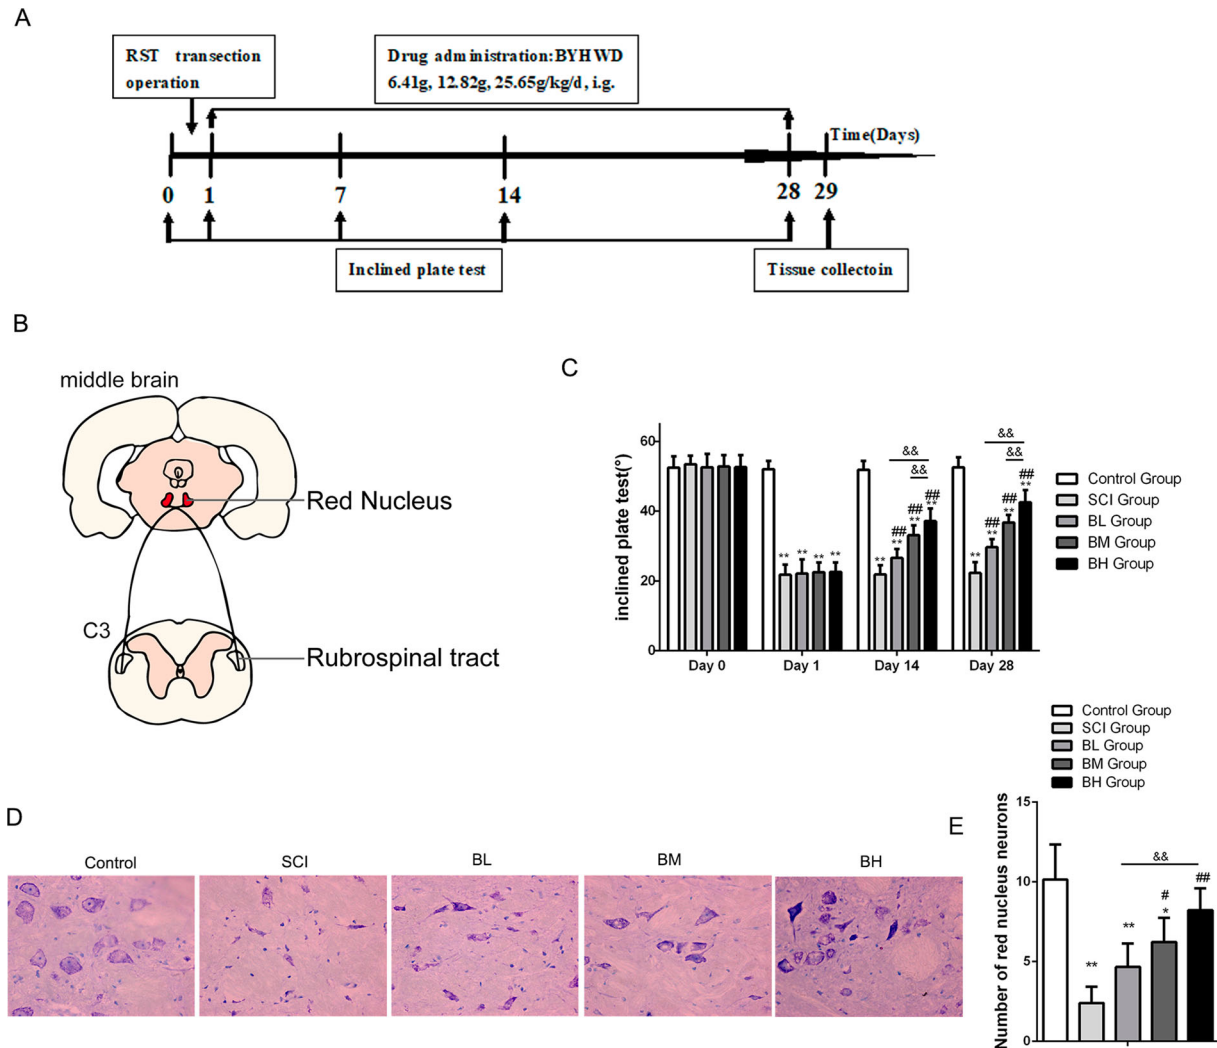 A
RST transection
operation
Drug administration:BYHWD
6.41g, 12.82g, 25.65g/kg/d, i.g.
Time(Days)
0 1 7 14 28 29
Inclined plate test
Tissue collectoin
B
middle brain
Red Nucleus
C3
Rubrospinal tract
C
inclined plate test(°)
60
40
20
0
&&
&&
&&
&&
## ## ## ## ## ##
** ** ** ** ** ** ** ** ** ** ** **
Day 0 Day 1 Day 14 Day 28
Control Group
SCI Group
BL Group
BM Group
BH Group
D
Control SCI BL BM BH
E
Control Group
SCI Group
BL Group
BM Group
BH Group
Number of red nucleus neurons
15
10
5
0
&&
**
**
#
*
##